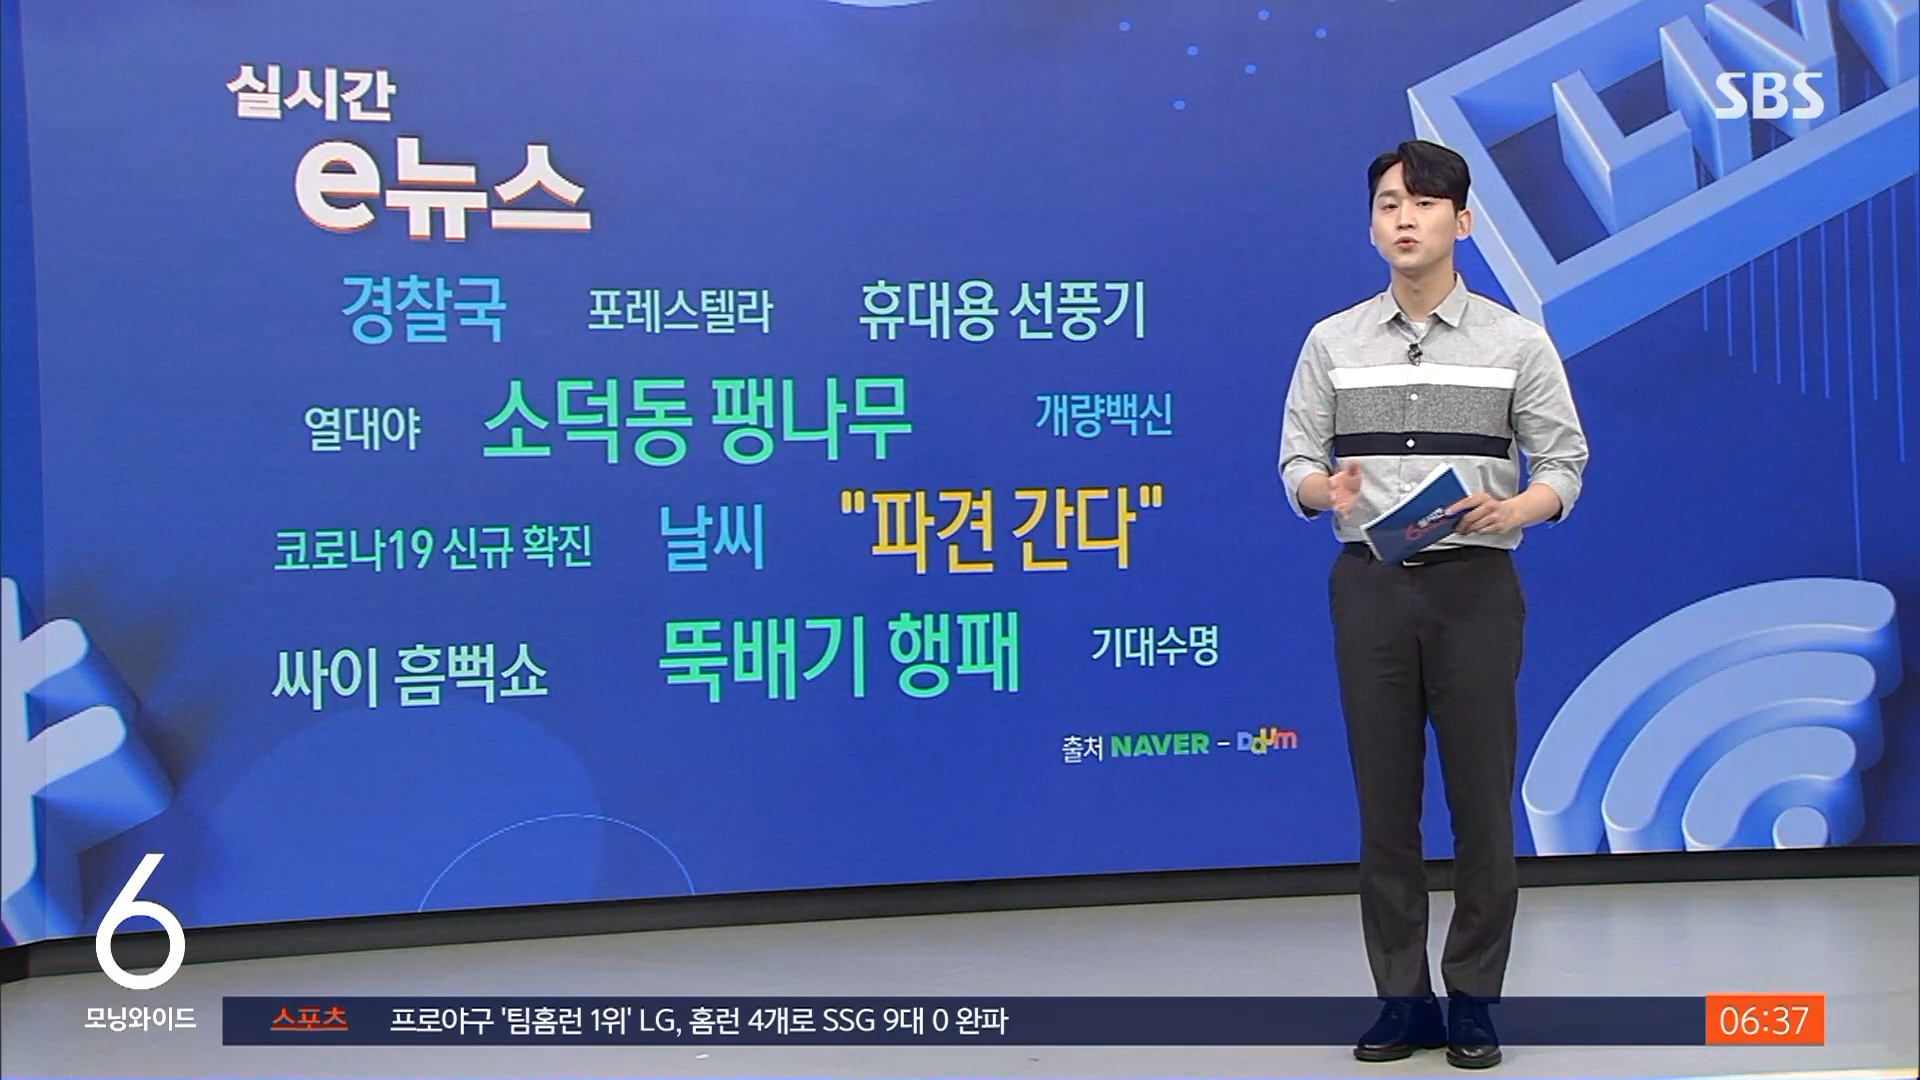 실시간
e뉴스
LIVE
SBS
경찰국 포레스텔라 휴대용 선풍기
열대야 소덕동 팽나무 개량백신
코로나19 신규 확진 날씨 "파견 간다"
싸이 흠뻑쇼 뚝배기 행패 기대수명
출처 NAVER - Daum
6
모닝와이드
스포츠 프로야구 '팀홈런 1위' LG, 홈런 4개로 SSG 9대 0 완파
06:37